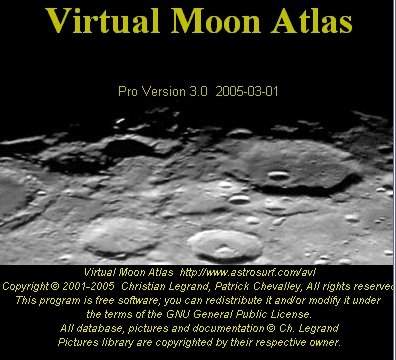 Virtual Moon Atlas
Pro Version 3.0 2005-03-01
Virtual Moon Atlas http://www.astrosurf.com/avl
Copyright © 2001-2005 Christian Legrand, Patrick Chevalley, All rights reserve
This program is free software; you can redistribute it and/or modify it under
the terms of the GNU General Public License.
All database, pictures and documentation © Ch. Legrand
Pictures library are copyrighted by their respective owner.